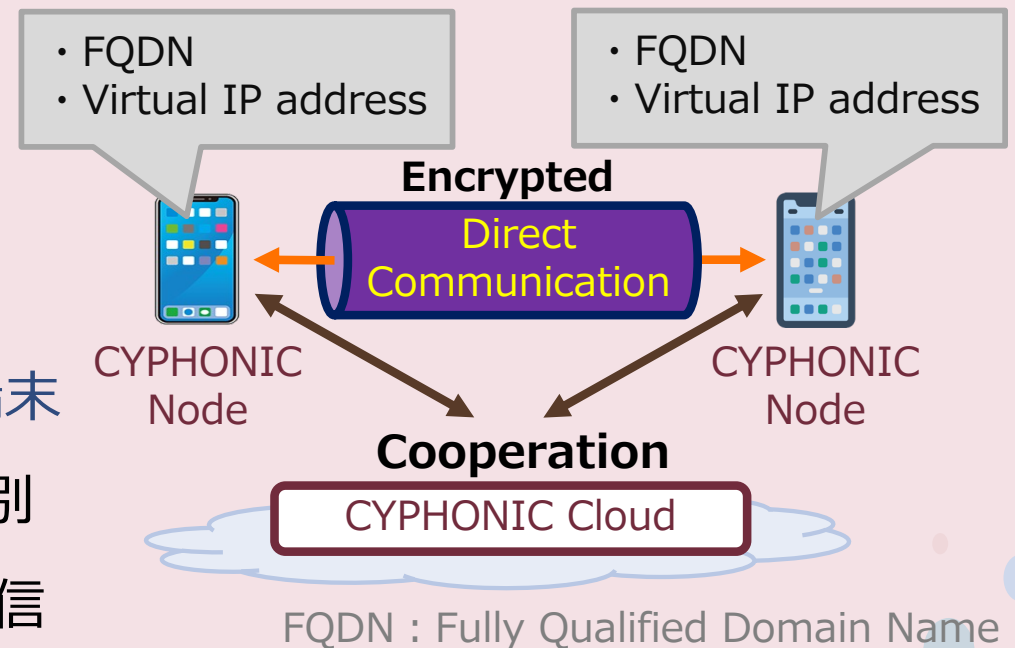 ・FQDN
・Virtual IP address
・FQDN
・Virtual IP address
Encrypted
Direct
Communication
CYPHONIC
Node
CYPHONIC
Node
末
別
信
Cooperation
CYPHONIC Cloud
FQDN : Fully Qualified Domain Name